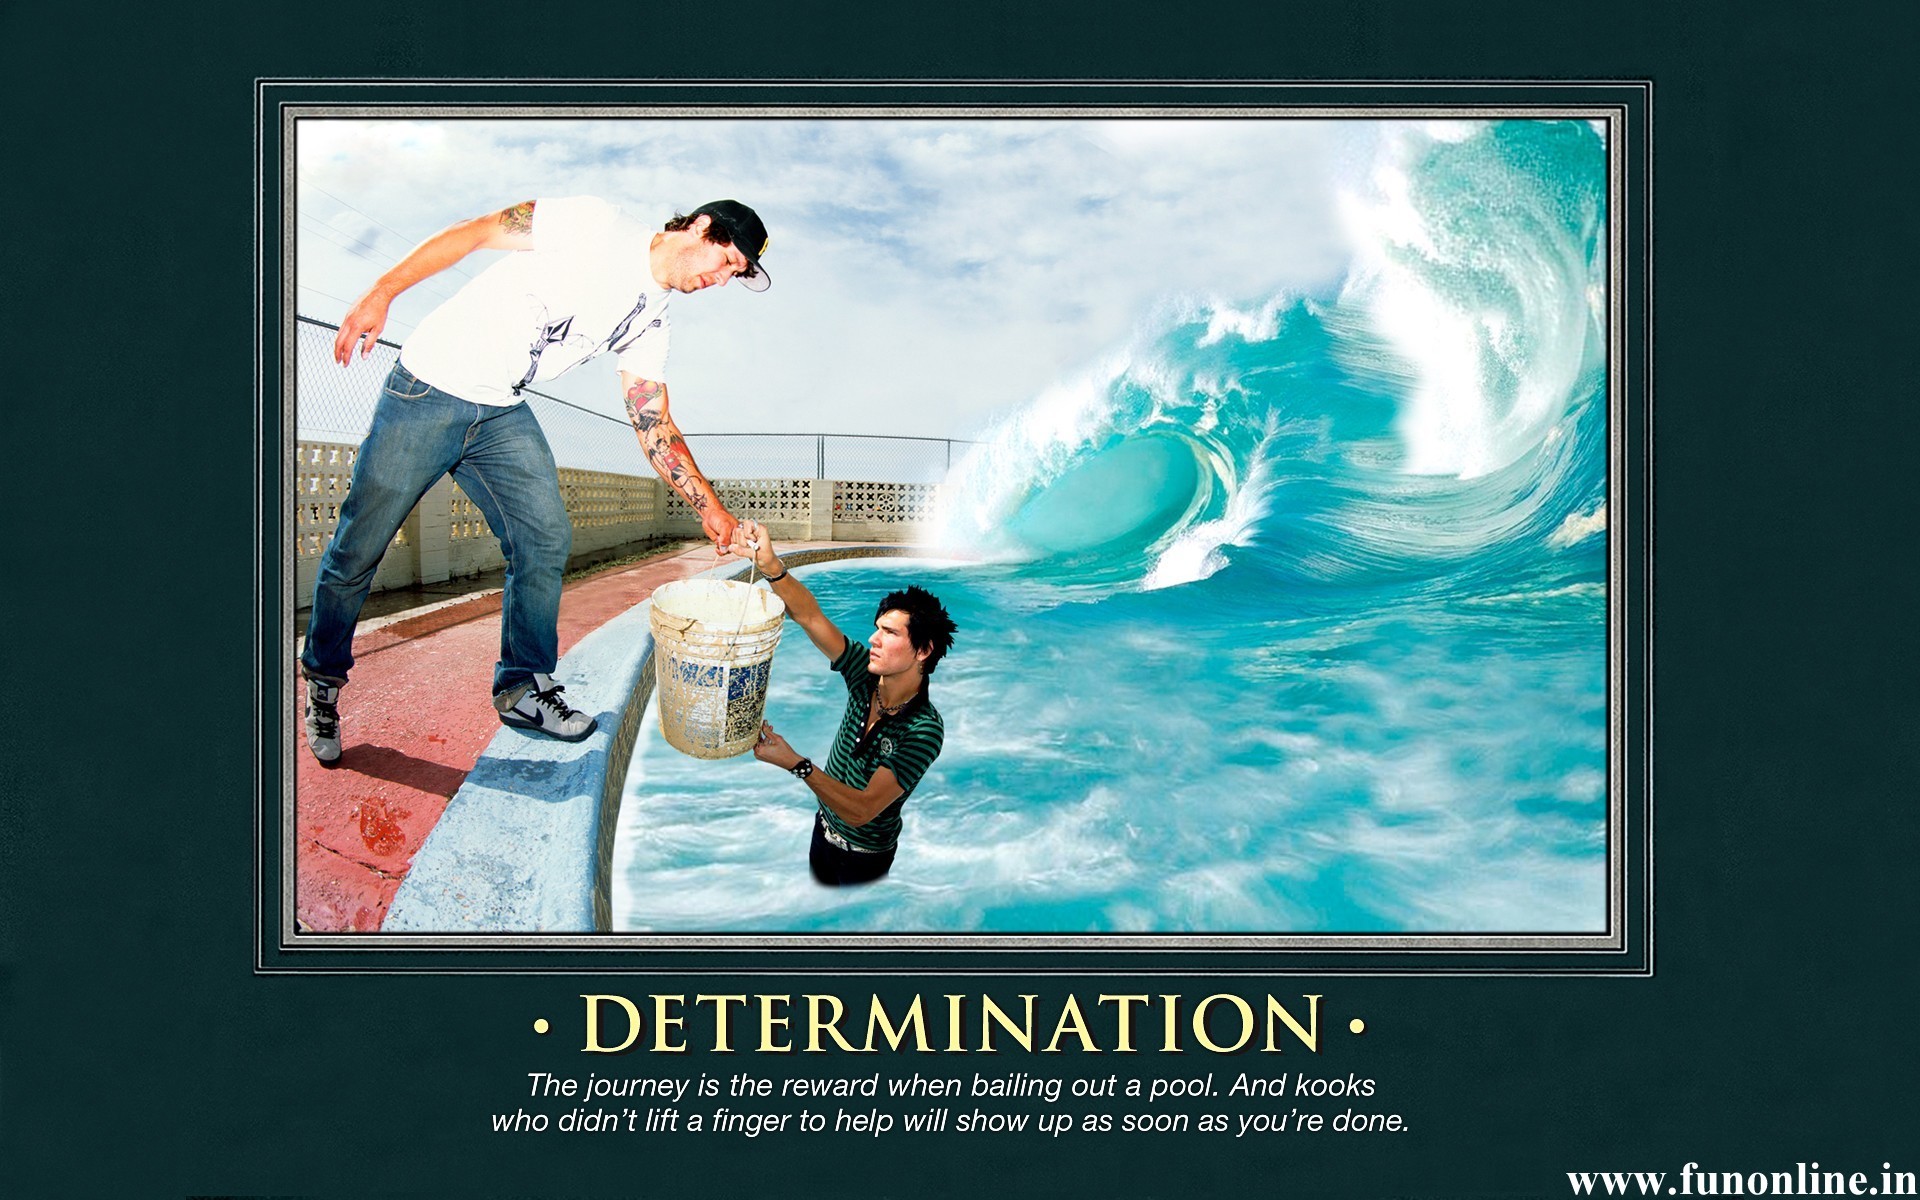 • DETERMINATION •
The journey is the reward when bailing out a pool. And kooks
who didn't lift a finger to help will show up as soon as you're done.
www.funonline.in